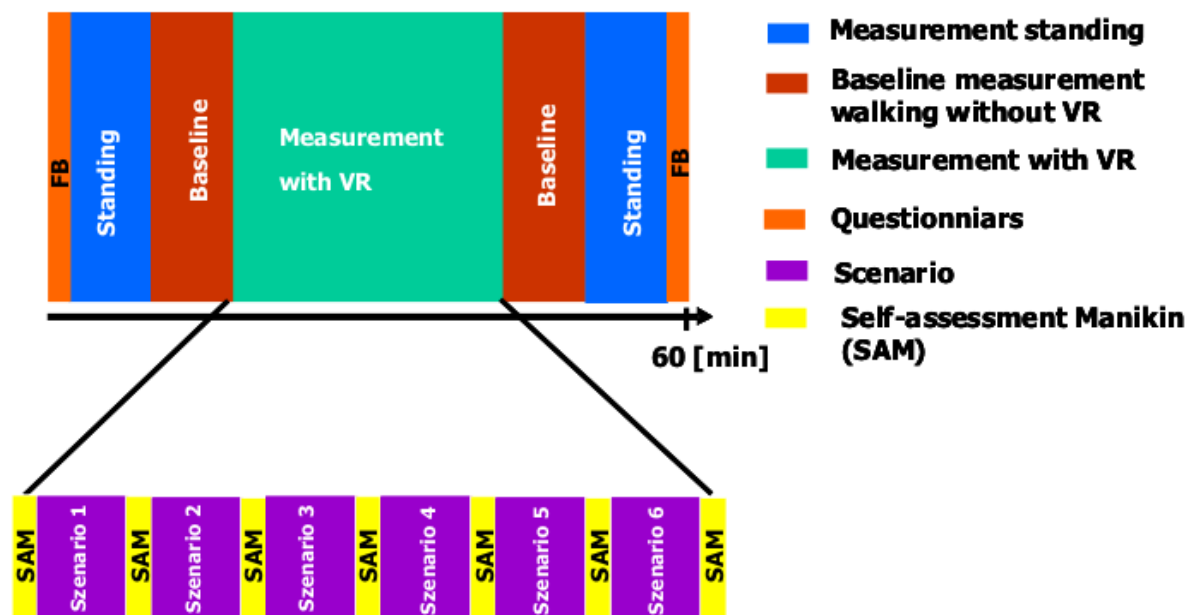 FB
Standing
Baseline
Measurement
with VR
Baseline
Standing
FB
60 [min]
Measurement standing
Baseline measurement
walking without VR
Measurement with VR
Questionniars
Scenario
Self-assessment Manikin
(SAM)
SAM
Szenario 1
SAM
Szenario 2
SAM
Szenario 3
SAM
Szenario 4
SAM
Szenario 5
SAM
Szenario 6
SAM